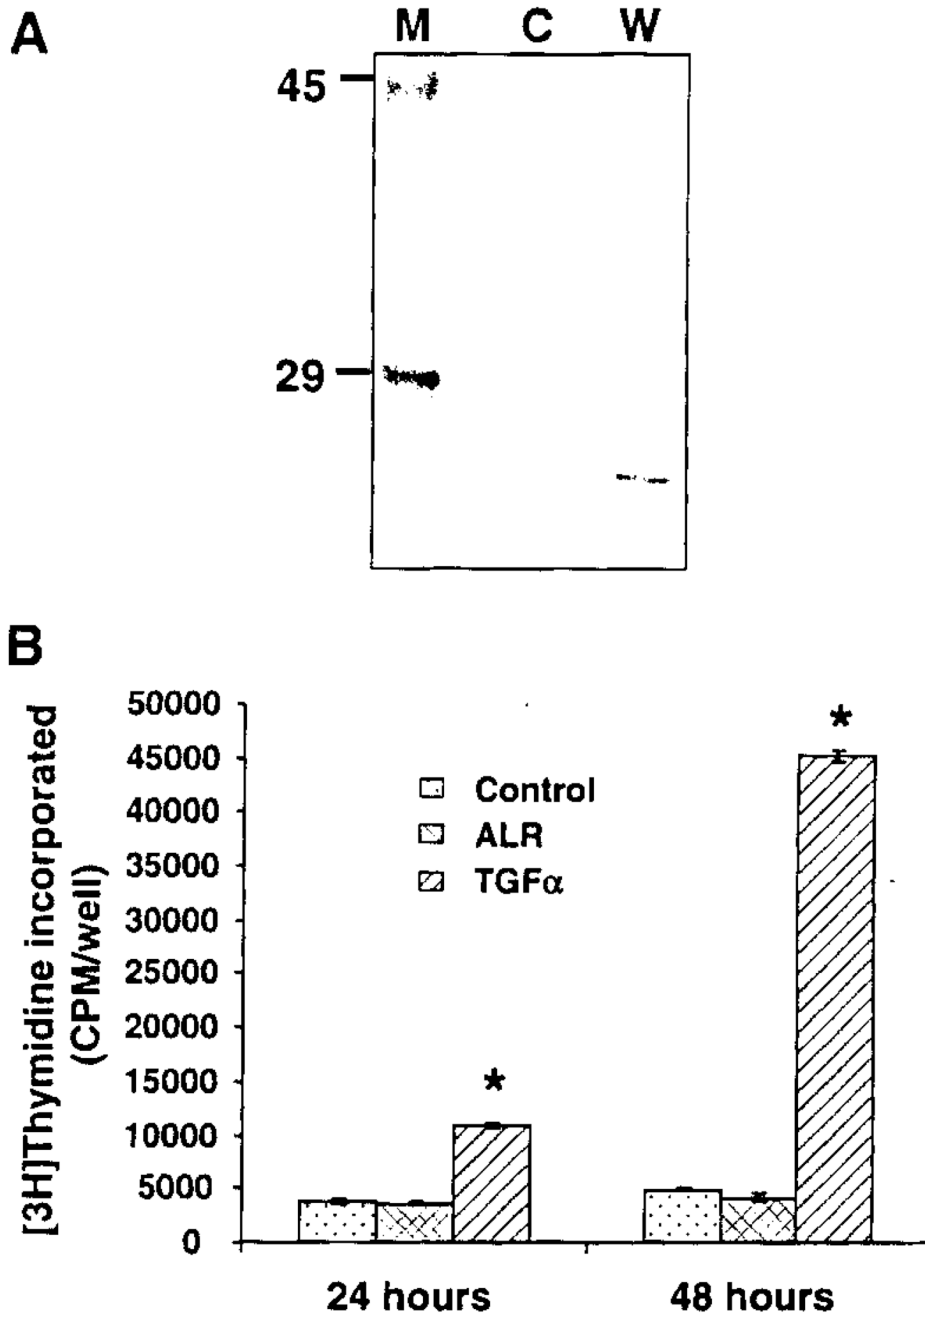 A
M C W
45
29
B
[3H]Thymidine incorporated
(CPM/well)
50000
45000
40000
35000
30000
25000
20000
15000
10000
5000
0
Control
ALR
TGFα
*
*
24 hours 48 hours